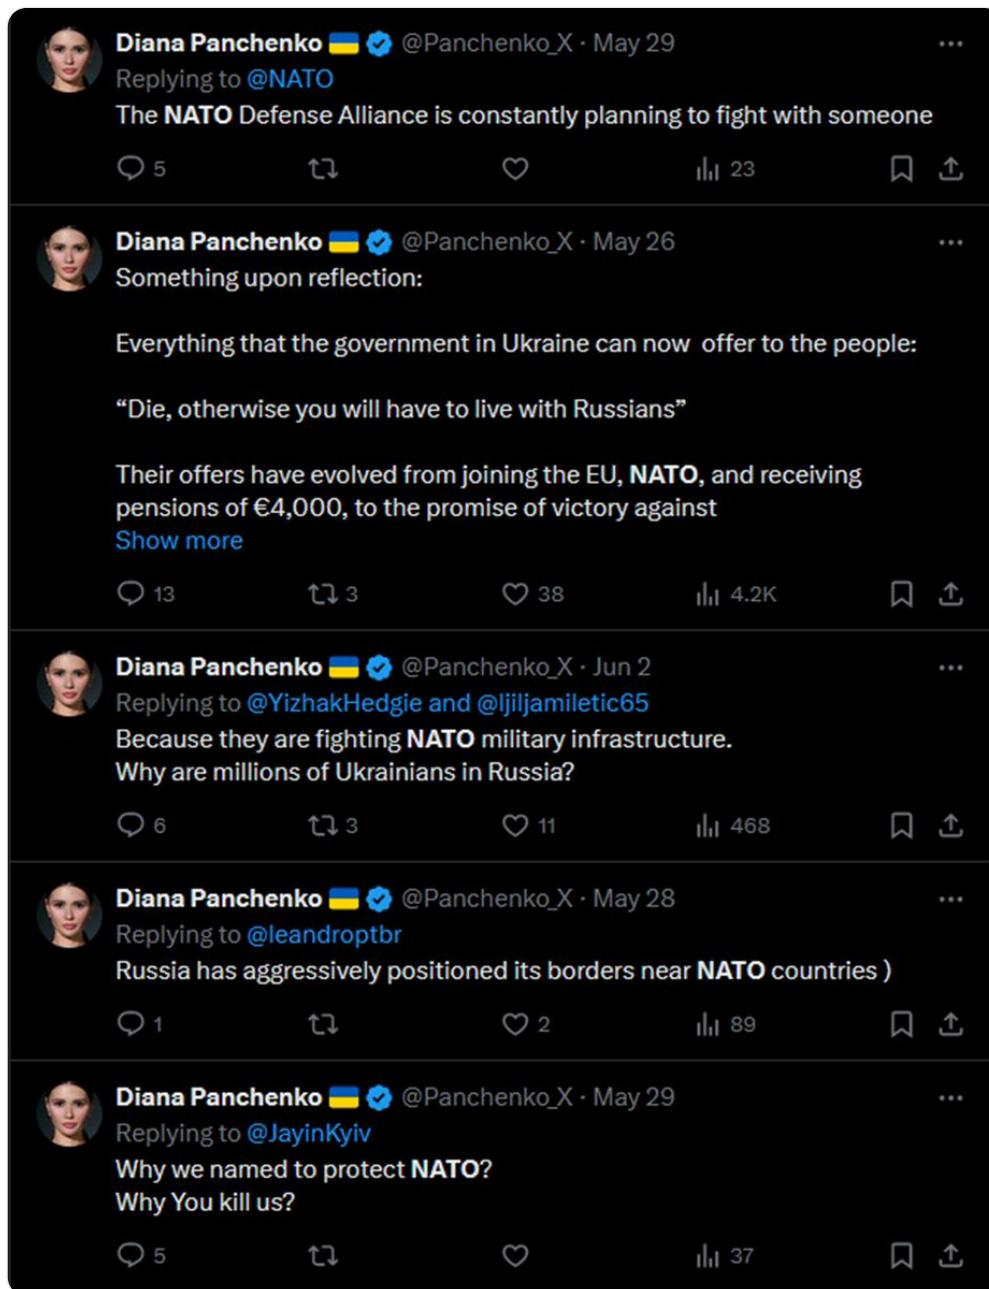 Diana Panchenko 🇺🇦 @Panchenko_X · May 29
Replying to @NATO
The NATO Defense Alliance is constantly planning to fight with someone
5 23
Diana Panchenko 🇺🇦 @Panchenko_X · May 26
Something upon reflection:
Everything that the government in Ukraine can now  offer to the people:
“Die, otherwise you will have to live with Russians”
Their offers have evolved from joining the EU, NATO, and receiving
pensions of €4,000, to the promise of victory against
Show more
13 3 38 4.2K
Diana Panchenko 🇺🇦 @Panchenko_X · Jun 2
Replying to @YizhakHedgie and @ljiljamiletic65
Because they are fighting NATO military infrastructure.
Why are millions of Ukrainians in Russia?
6 3 11 468
Diana Panchenko 🇺🇦 @Panchenko_X · May 28
Replying to @leandroptbr
Russia has aggressively positioned its borders near NATO countries )
1 2 89
Diana Panchenko 🇺🇦 @Panchenko_X · May 29
Replying to @JayinKyiv
Why we named to protect NATO?
Why You kill us?
5 37